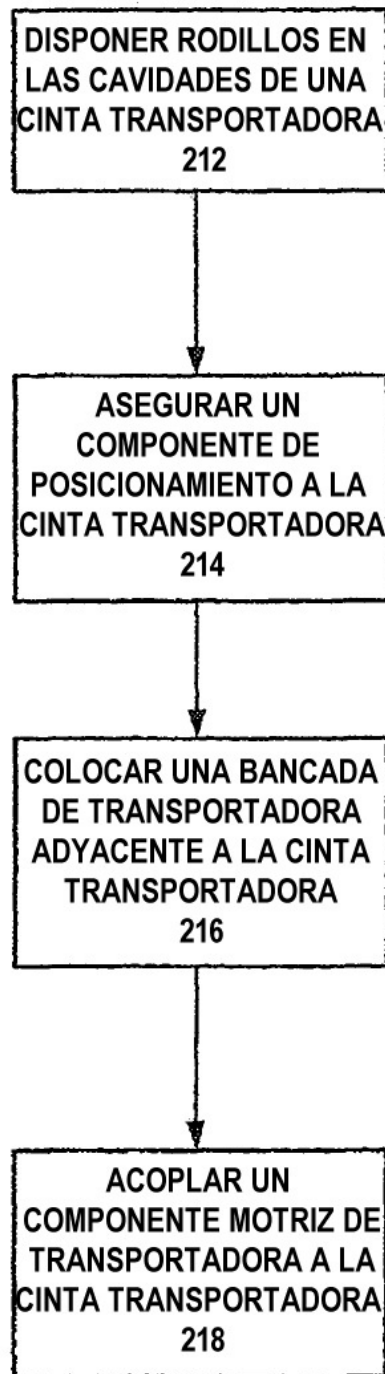 DISPONER RODILLOS EN
LAS CAVIDADES DE UNA
CINTA TRANSPORTADORA
212
ASEGURAR UN
COMPONENTE DE
POSICIONAMIENTO A LA
CINTA TRANSPORTADORA
214
COLOCAR UNA BANCADA
DE TRANSPORTADORA
ADYACENTE A LA CINTA
TRANSPORTADORA
216
ACOPLAR UN
COMPONENTE MOTRIZ DE
TRANSPORTADORA A LA
CINTA TRANSPORTADORA
218